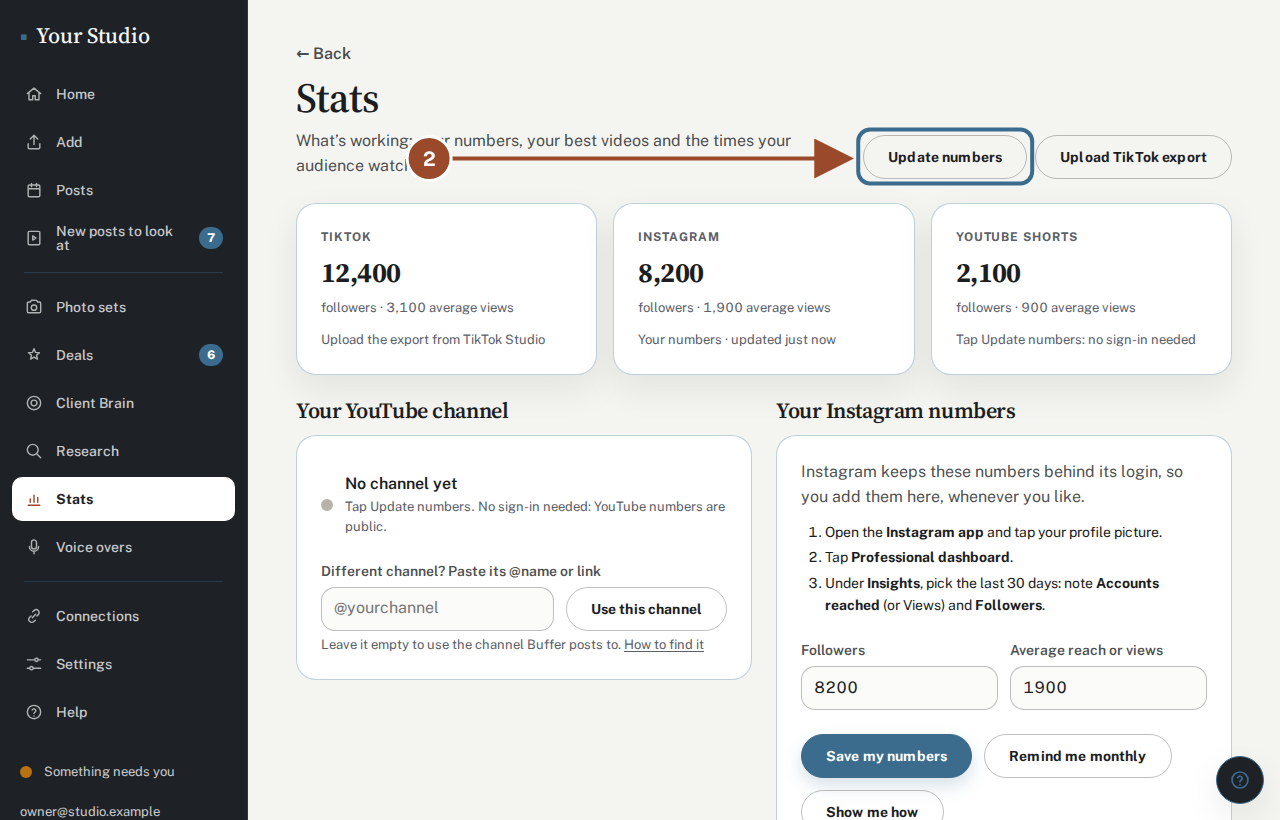 Your Studio
Home
Add
Posts
New posts to look
at
7
Photo sets
Deals
6
Client Brain
Research
Stats
Voice overs
Connections
Settings
Help
Something needs you
owner@studio.example
← Back
Stats
What's working: numbers, your best videos and the times your
audience
2
Update numbers
Upload TikTok export
TIKTOK
12,400
followers · 3,100 average views
Upload the export from TikTok Studio
INSTAGRAM
8,200
followers · 1,900 average views
Your numbers · updated just now
YOUTUBE SHORTS
2,100
followers · 900 average views
Tap Update numbers: no sign-in needed
Your YouTube channel
No channel yet
Tap Update numbers. No sign-in needed: YouTube numbers are
public.
Different channel? Paste its @name or link
@yourchannel
Use this channel
Leave it empty to use the channel Buffer posts to. How to find it
Your Instagram numbers
Instagram keeps these numbers behind its login, so
you add them here, whenever you like.
1. Open the Instagram app and tap your profile picture.
2. Tap Professional dashboard.
3. Under Insights, pick the last 30 days: note Accounts
reached (or Views) and Followers.
Followers
Average reach or views
8200
1900
Save my numbers
Remind me monthly
Show me how